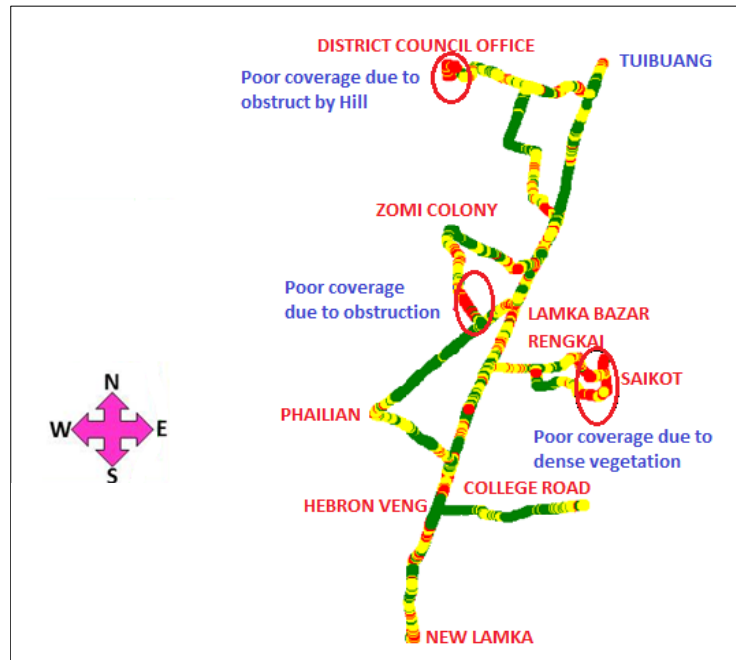 DISTRICT COUNCIL OFFICE
TUIBUANG
Poor coverage due to
obstruct by Hill
ZOMI COLONY
Poor coverage
due to obstruction
LAMKA BAZAR
RENGKAI
SAIKOT
N
W E
S
PHAILIAN
Poor coverage due to
dense vegetation
COLLEGE ROAD
HEBRON VENG
NEW LAMKA